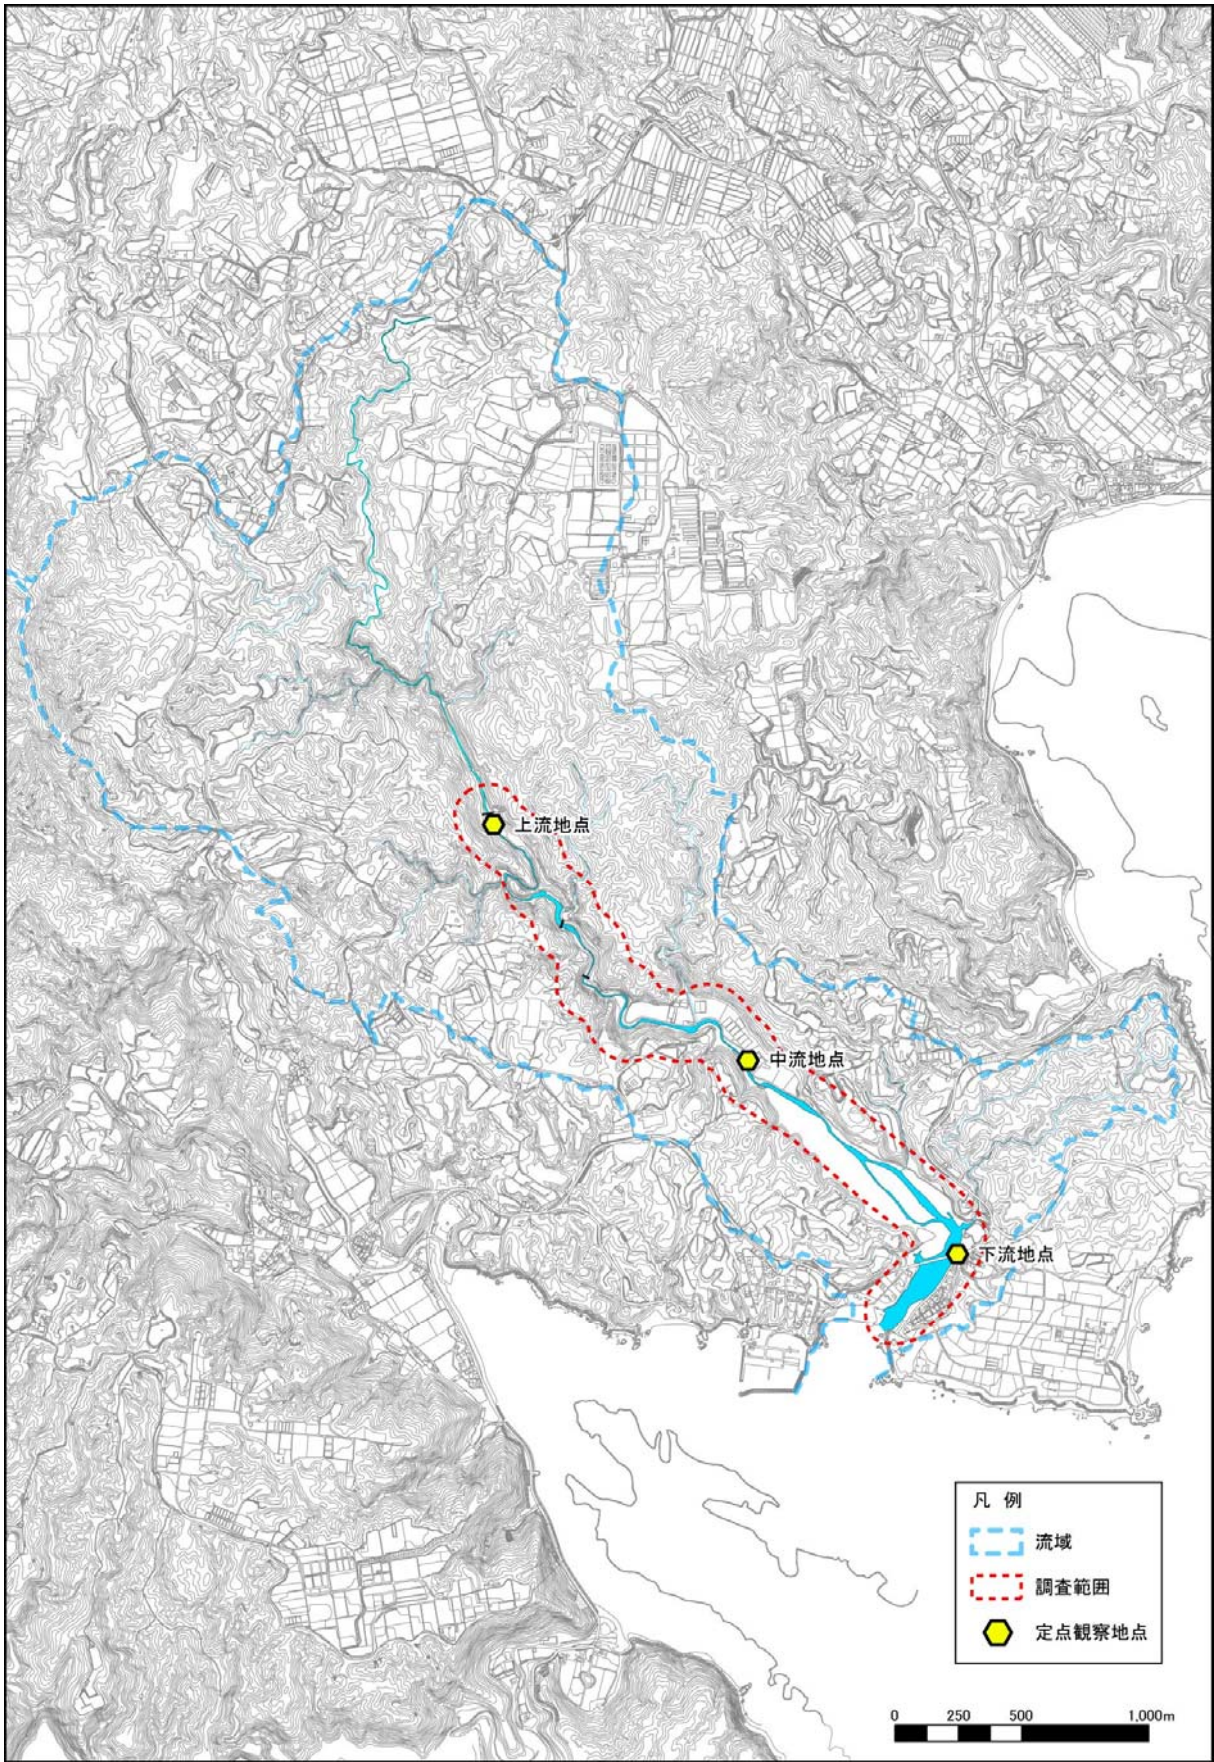 上流地点
中流地点
下流地点
凡 例
流域
調査範囲
定点観察地点
0 250 500 1,000m